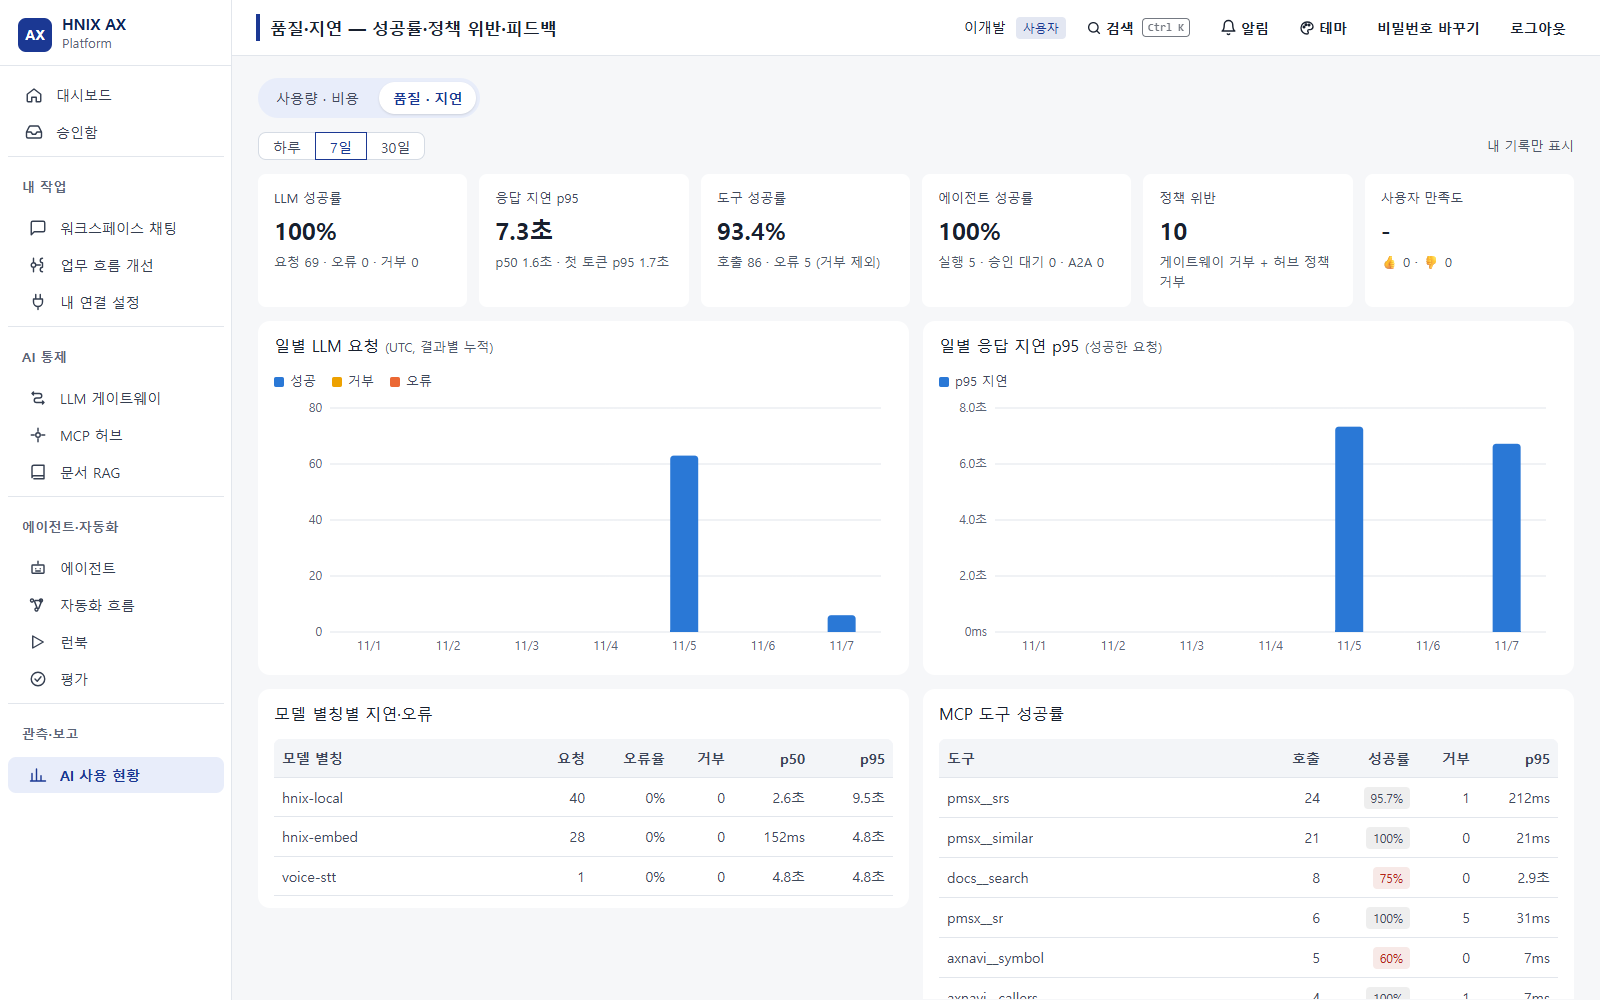 AX
HNIX AX
Platform
대시보드
승인함
내 작업
워크스페이스 채팅
업무 흐름 개선
내 연결 설정
AI 통제
LLM 게이트웨이
MCP 허브
문서 RAG
에이전트·자동화
에이전트
자동화 흐름
런북
평가
관측·보고
AI 사용 현황
품질·지연 — 성공률·정책 위반·피드백
이개발 사용자 검색 Ctrl K 알림 테마 비밀번호 바꾸기 로그아웃
사용량 · 비용 품질 · 지연
하루 7일 30일
내 기록만 표시
LLM 성공률
100%
요청 69 · 오류 0 · 거부 0
응답 지연 p95
7.3초
p50 1.6초 · 첫 토큰 p95 1.7초
도구 성공률
93.4%
호출 86 · 오류 5 (거부 제외)
에이전트 성공률
100%
실행 5 · 승인 대기 0 · A2A 0
정책 위반
10
게이트웨이 거부 + 허브 정책
거부
사용자 만족도
-
👍 0 · 👎 0
일별 LLM 요청 (UTC, 결과별 누적)
성공 거부 오류
80
60
40
20
0
11/1 11/2 11/3 11/4 11/5 11/6 11/7
일별 응답 지연 p95 (성공한 요청)
p95 지연
8.0초
6.0초
4.0초
2.0초
0ms
11/1 11/2 11/3 11/4 11/5 11/6 11/7
모델 별칭별 지연·오류
모델 별칭 요청 오류율 거부 p50 p95
hnix-local 40 0% 0 2.6초 9.5초
hnix-embed 28 0% 0 152ms 4.8초
voice-stt 1 0% 0 4.8초 4.8초
MCP 도구 성공률
도구 호출 성공률 거부 p95
pmsx__srs 24 95.7% 1 212ms
pmsx__similar 21 100% 0 21ms
docs__search 8 75% 0 2.9초
pmsx__sr 6 100% 5 31ms
axnavi__symbol 5 60% 0 7ms
axnavi__callers 4 100% 1 7ms